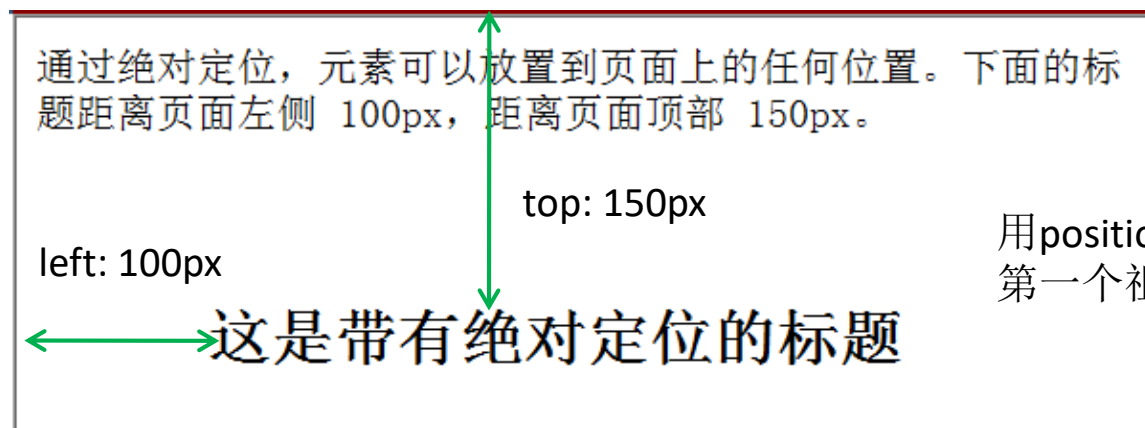 通过绝对定位，元素可以放置到页面上的任何位置。下面的标
题距离页面左侧 100px，距离页面顶部 150px。
top: 150px
left: 100px
用positi
第一个
这是带有绝对定位的标题